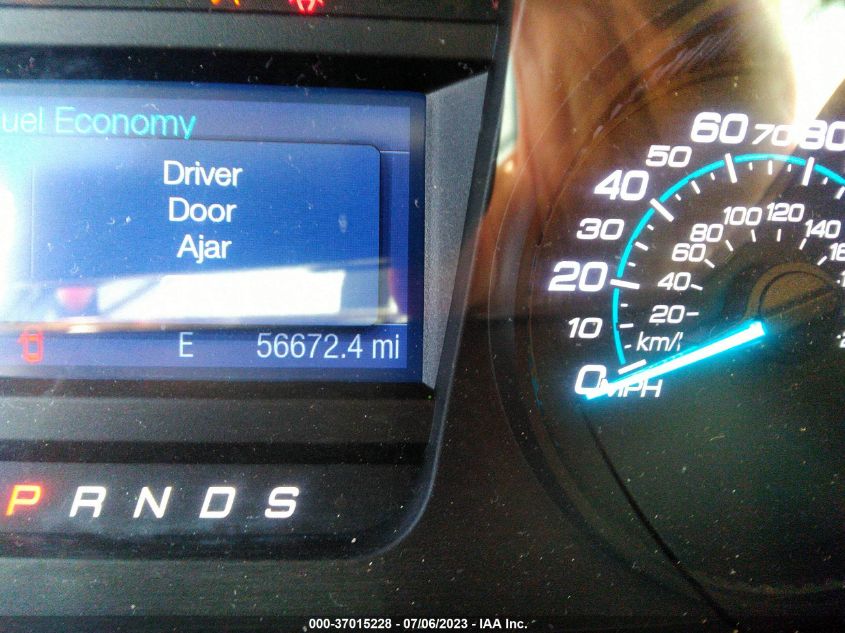 uel Economy
Driver
Door
Ajar
E 56672.4 mi
P R N D S
0 10 20 30 40 50 60 70 80
MPH
20 40 60 80 100 120 140
km/
000-37015228 - 07/06/2023 - IAA Inc.